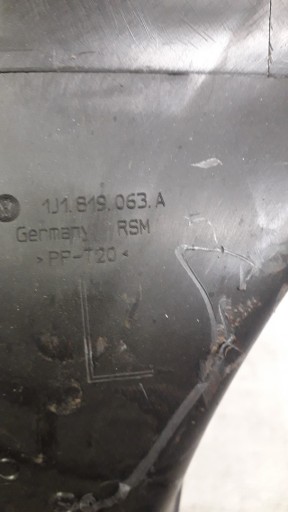 1J1.819.063.A
Germany RSM
>PP-T20<
L